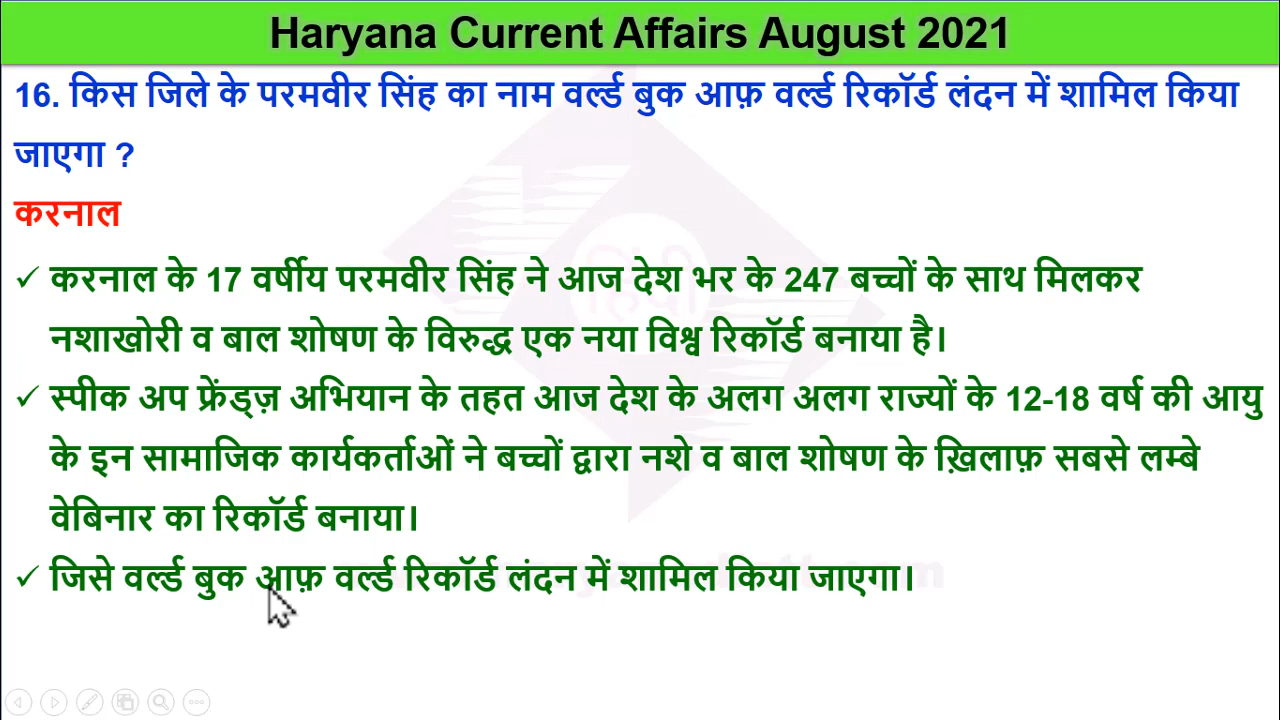 Haryana Current Affairs August 2021
16. किस जिले के परमवीर सिंह का नाम वर्ल्ड बुक आफ़ वर्ल्ड रिकॉर्ड लंदन में शामिल किया
जाएगा ?
करनाल
✓ करनाल के 17 वर्षीय परमवीर सिंह ने आज देश भर के 247 बच्चों के साथ मिलकर
नशाखोरी व बाल शोषण के विरुद्ध एक नया विश्व रिकॉर्ड बनाया है।
✓ स्पीक अप फ्रेंड्ज़ अभियान के तहत आज देश के अलग अलग राज्यों के 12-18 वर्ष की आयु
के इन सामाजिक कार्यकर्ताओं ने बच्चों द्वारा नशे व बाल शोषण के ख़िलाफ़ सबसे लम्बे
वेबिनार का रिकॉर्ड बनाया।
✓ जिसे वर्ल्ड बुक आफ़ वर्ल्ड रिकॉर्ड लंदन में शामिल किया जाएगा।